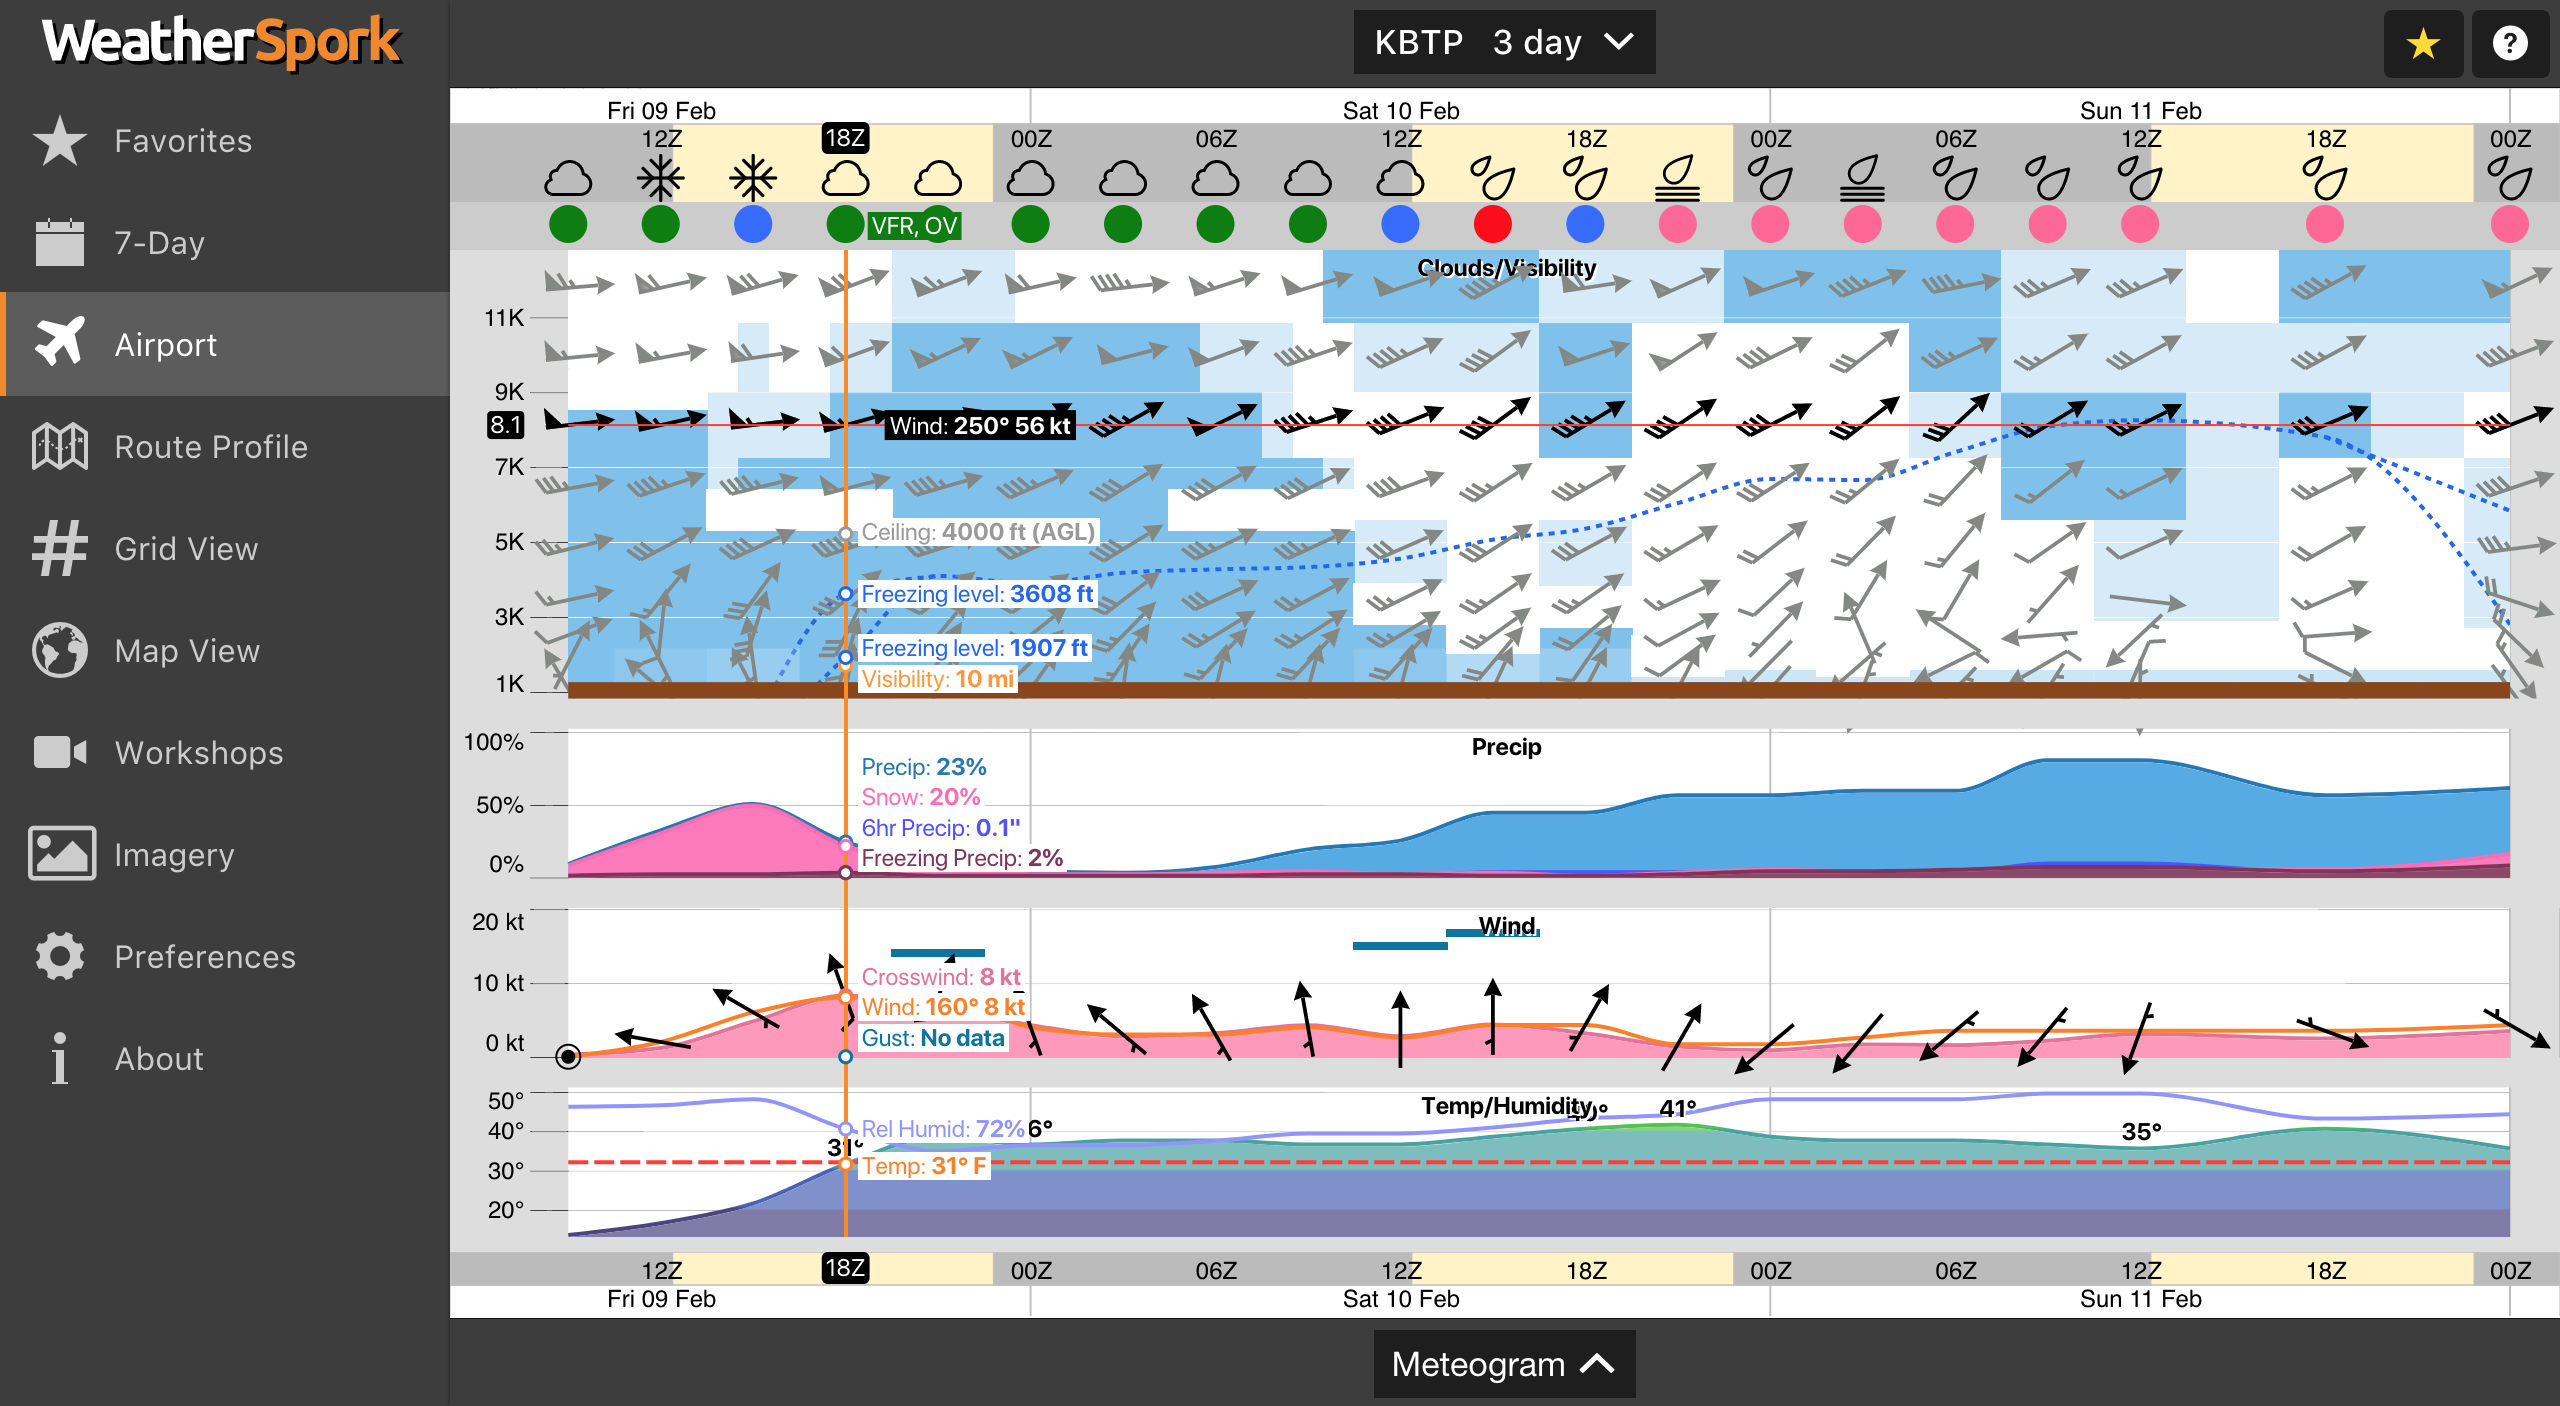 WeatherSpork
KBTP 3 day
?
Favorites
7-Day
Airport
Route Profile
Grid View
Map View
Workshops
Imagery
Preferences
About
Fri 09 Feb Sat 10 Feb Sun 11 Feb
12Z 18Z 00Z 06Z 12Z 18Z 00Z 06Z 12Z 18Z 00Z
VFR, OV
Clouds/Visibility
11K
9K
8.1
Wind: 250° 56 kt
7K
Ceiling: 4000 ft (AGL)
5K
Freezing level: 3608 ft
3K
Freezing level: 1907 ft
Visibility: 10 mi
1K
Precip
100%
Precip: 23%
Snow: 20%
50%
6hr Precip: 0.1"
Freezing Precip: 2%
0%
Wind
20 kt
Crosswind: 8 kt
10 kt
Wind: 160° 8 kt
Gust: No data
0 kt
Temp/Humidity
50°
41°
40°
Rel Humid: 72% 6°
35°
31°
Temp: 31° F
30°
20°
12Z 18Z 00Z 06Z 12Z 18Z 00Z 06Z 12Z 18Z 00Z
Fri 09 Feb Sat 10 Feb Sun 11 Feb
Meteogram